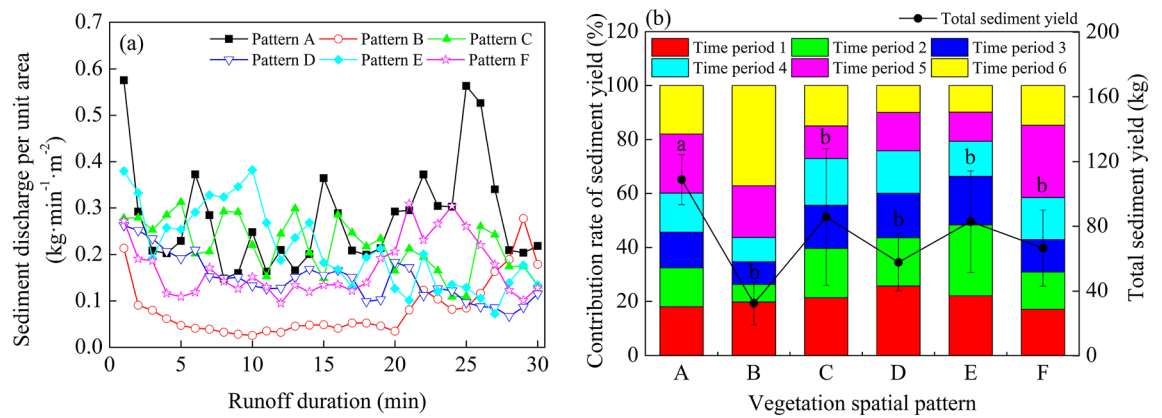 (a)
Pattern A Pattern B Pattern C
Pattern D Pattern E Pattern F
Sediment discharge per unit area
(kg·min⁻¹·m⁻²)
0.7
0.6
0.5
0.4
0.3
0.2
0.1
0.0
0 5 10 15 20 25 30
Runoff duration (min)
(b)
Total sediment yield
Time period 1 Time period 2 Time period 3
Time period 4 Time period 5 Time period 6
Contribution rate of sediment yield (%)
120
100
80
60
40
20
0
a b b b b b
A B C D E F
Vegetation spatial pattern
200
160
120
80
40
0
Total sediment yield (kg)